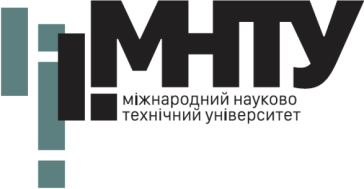 МНТУ
міжнародний науково
технічний університет